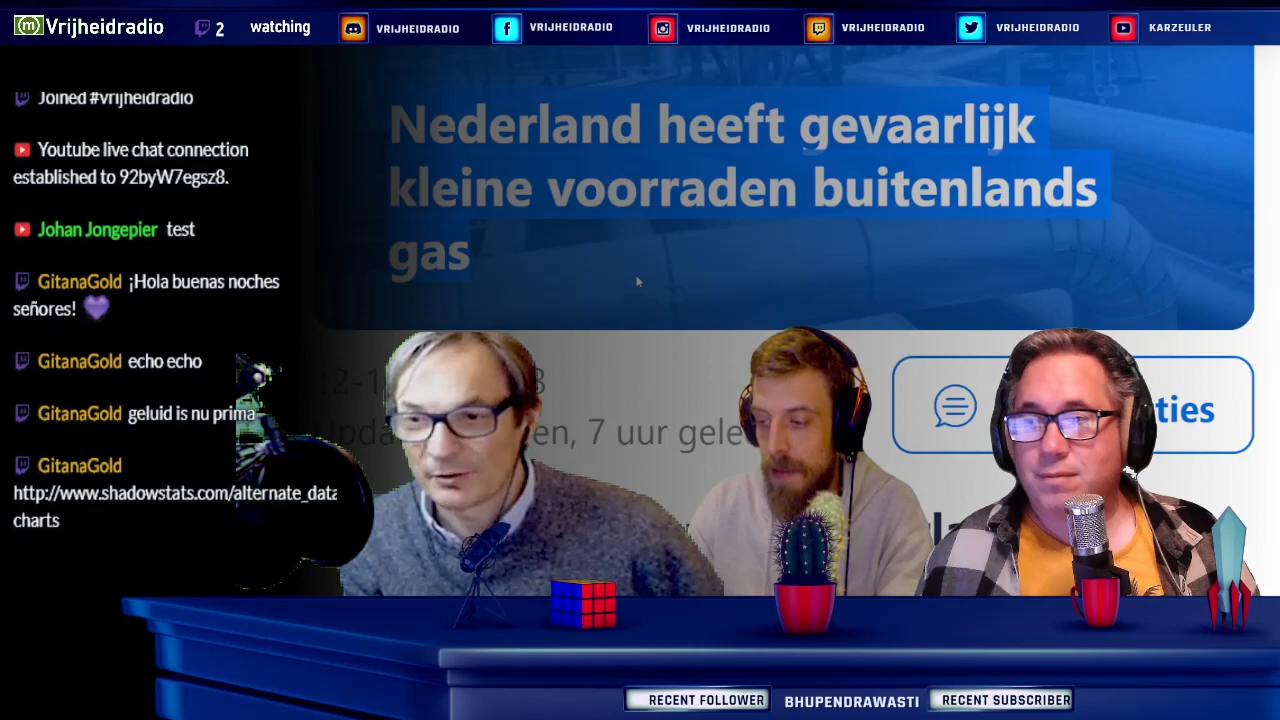 Vrijheidradio
2 watching
VRIJHEIDRADIO
VRIJHEIDRADIO
VRIJHEIDRADIO
VRIJHEIDRADIO
VRIJHEIDRADIO
KARZEULER
Joined #vrijheidradio
Youtube live chat connection
established to 92byW7egsz8.
Johan Jongepier test
GitanaGold ¡Hola buenas noches
señores!
GitanaGold echo echo
GitanaGold geluid is nu prima
GitanaGold
http://www.shadowstats.com/alternate_data
charts
Nederland heeft gevaarlijk
kleine voorraden buitenlands
gas
7 uur
RECENT FOLLOWER
BHUPENDRAWASTI
RECENT SUBSCRIBER